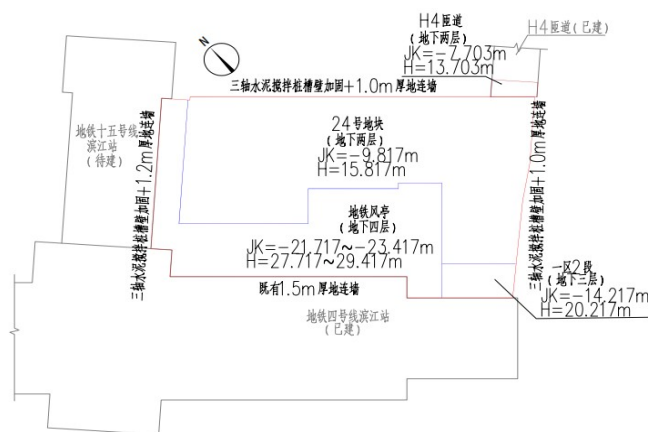 H4匝道
(地下两层)
JK=-7.703m
H=13.703m
H4匝道(已建)
N
三轴水泥搅拌桩槽壁加固+1.0m厚地连墙
24号地块
(地下两层)
JK=-9.817m
H=15.817m
地铁十五号线
滨江站
(待建)
三轴水泥搅拌桩槽壁加固+1.2m厚地连墙
三轴水泥搅拌桩槽壁加固+1.0m厚地连墙
地铁风亭
(地下四层)
JK=-21.717~-23.417m
H=27.717~29.417m
既有1.5m厚地连墙
一区2段
(地下三层)
JK=-14.217m
H=20.217m
地铁四号线滨江站
(已建)